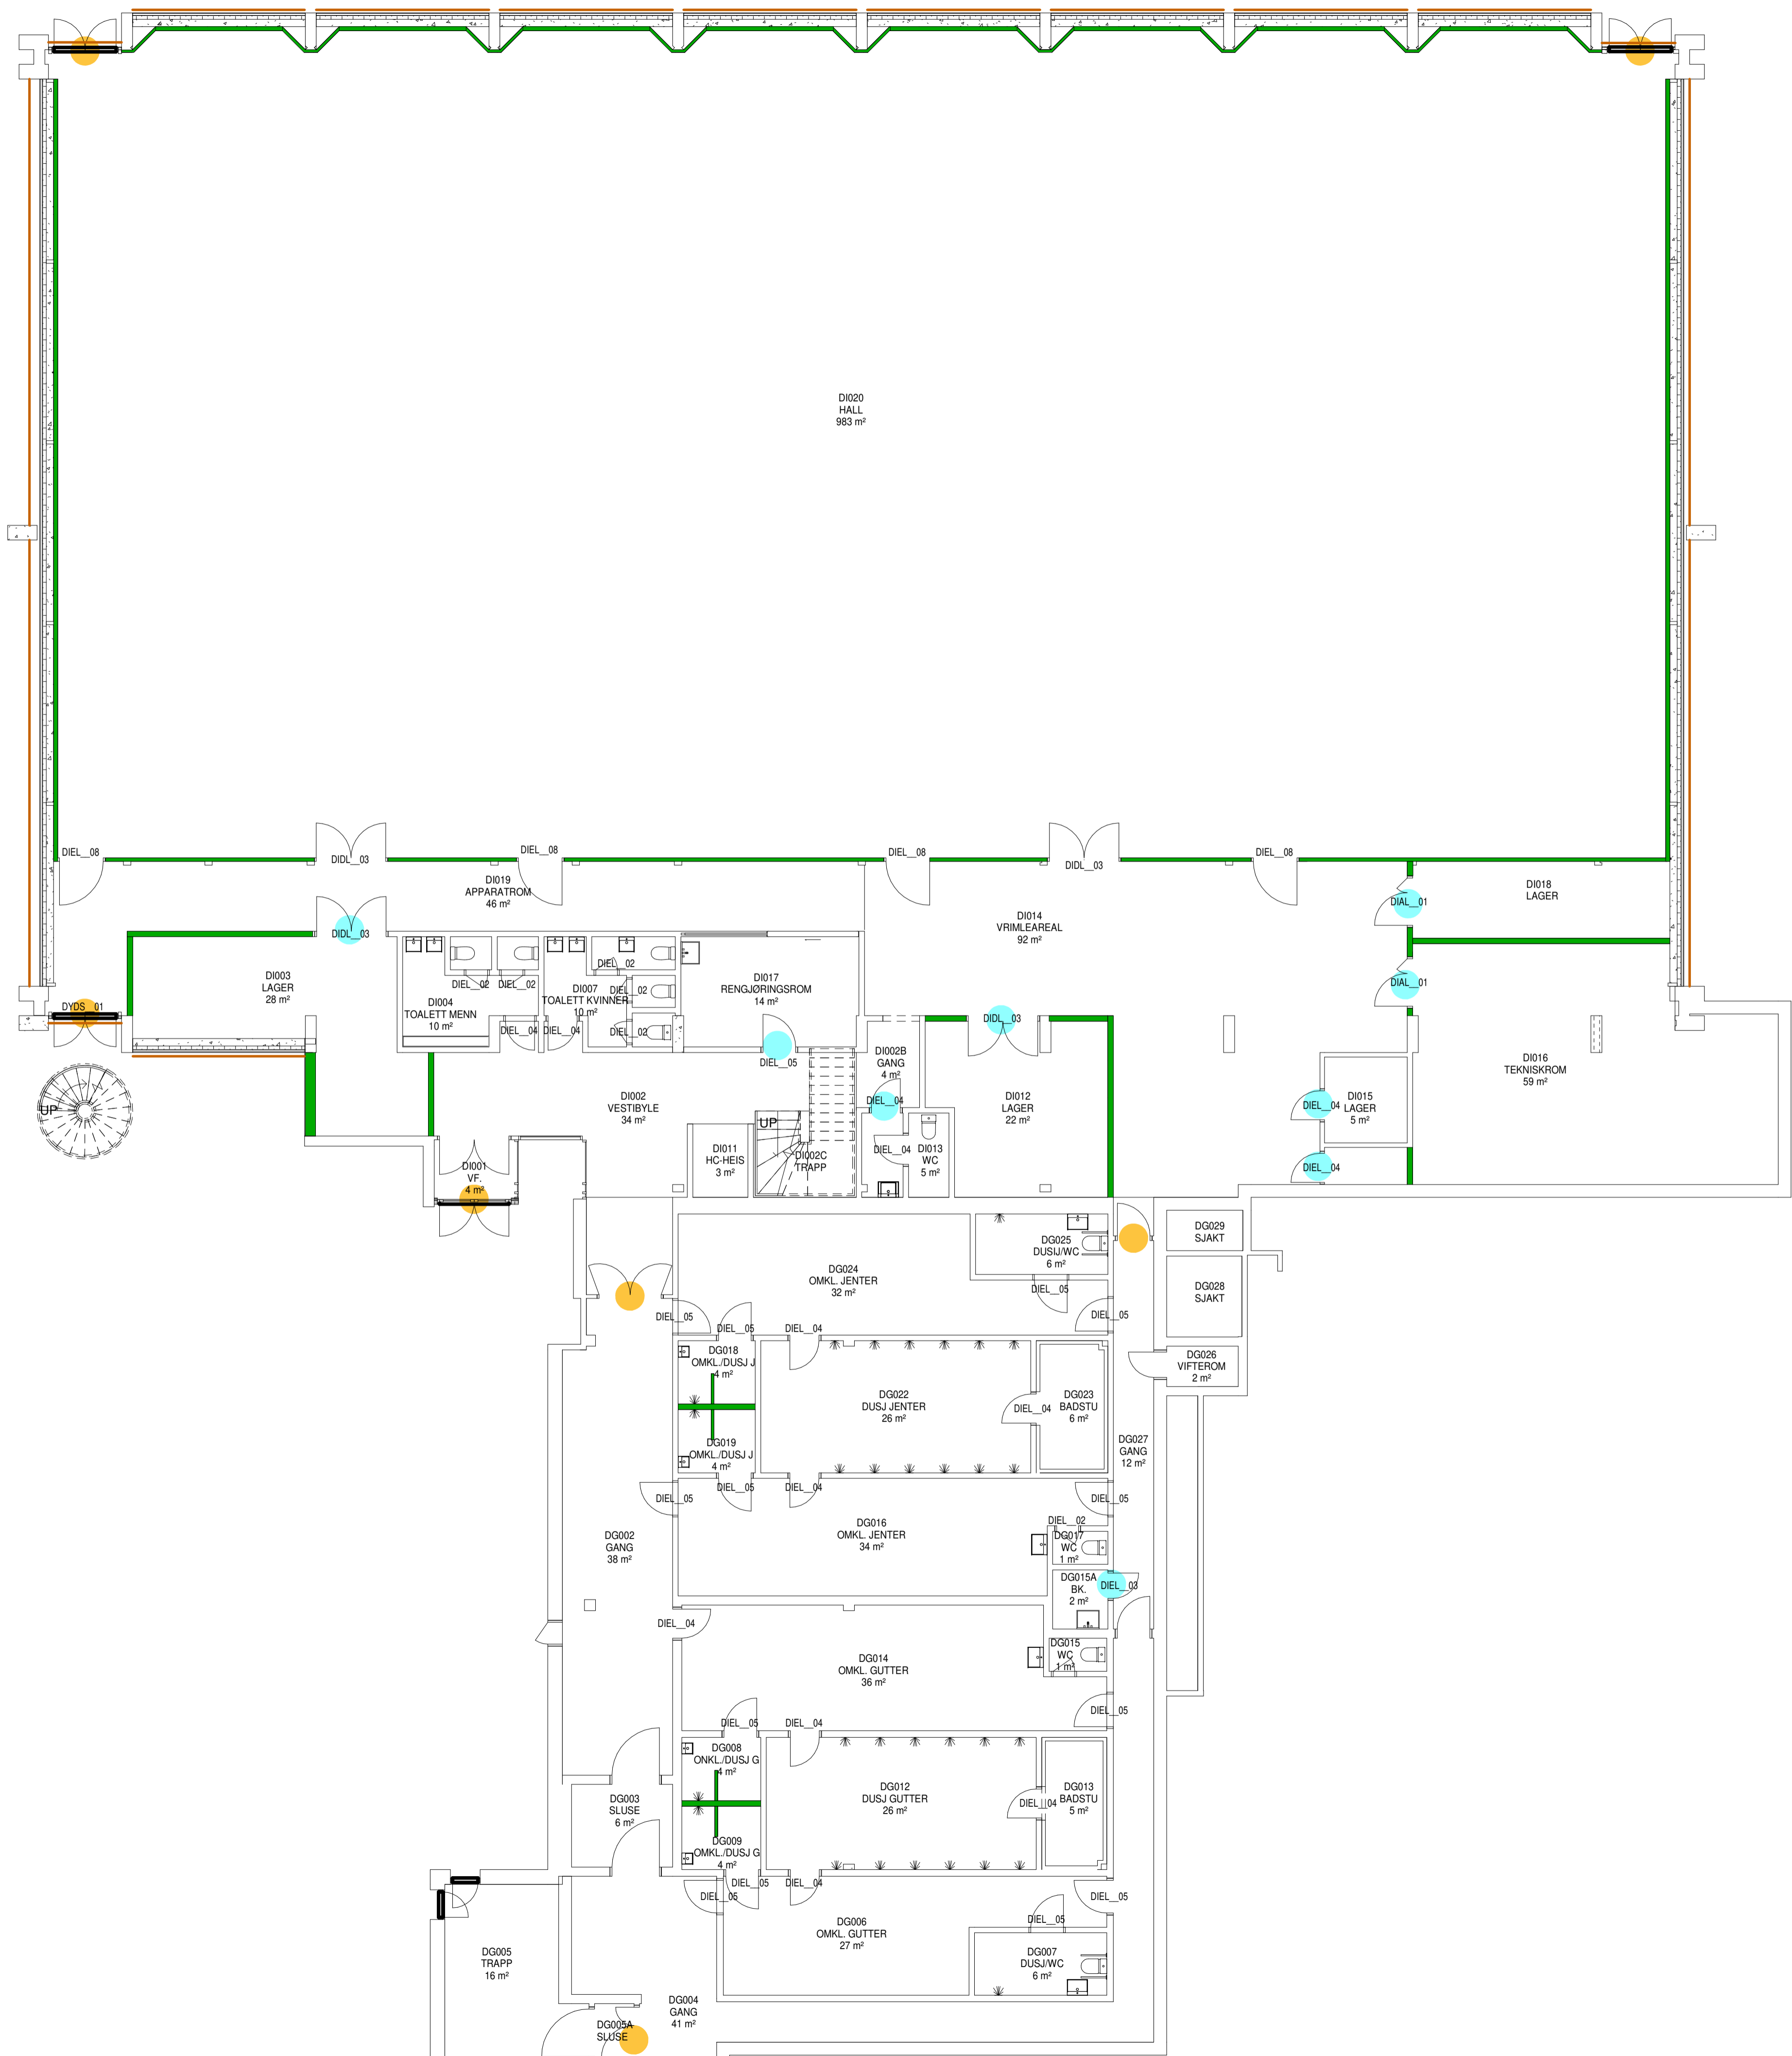 DI020
HALL
983 m²
DIEL__08
DIDL__03
DIEL__08
DIEL__08
DIDL__03
DIEL__08
DI019
APPARATROM
46 m²
DI018
LAGER
DIAL__01
DI014
VRIMLEAREAL
92 m²
DIDL__03
DI003
LAGER
28 m²
DIEL__02
DIEL__02
DIEL__02
DI004
TOALETT MENN
10 m²
DI007
TOALETT KVINNER
10 m²
DIEL__02
DI017
RENGJØRINGSROM
14 m²
DIAL__01
DYDS__01
DIEL__04
DIEL__04
DIEL__02
DIDL__03
DIEL__05
DI002B
GANG
4 m²
DI016
TEKNISKROM
59 m²
DI002
VESTIBYLE
34 m²
DIEL__04
DI012
LAGER
22 m²
DIEL__04
DI015
LAGER
5 m²
UP
UP
DI011
HC-HEIS
3 m²
DI002C
TRAPP
DIEL__04
DI013
WC
5 m²
DIEL__04
DI001
VF.
4 m²
DG029
SJAKT
DG025
DUSIJ/WC
6 m²
DG024
OMKL. JENTER
32 m²
DIEL__05
DG028
SJAKT
DIEL__05
DIEL__05
DIEL__05
DIEL__04
DG018
OMKL./DUSJ J
4 m²
DG026
VIFTEROM
2 m²
DG022
DUSJ JENTER
26 m²
DIEL__04
DG023
BADSTU
6 m²
DG019
OMKL./DUSJ J
4 m²
DG027
GANG
12 m²
DIEL__05
DIEL__04
DIEL__05
DIEL__05
DG002
GANG
38 m²
DG016
OMKL. JENTER
34 m²
DIEL__02
DG017
WC
1 m²
DG015A
BK.
2 m²
DIEL__03
DIEL__04
DG014
OMKL. GUTTER
36 m²
DG015
WC
1 m²
DIEL__05
DIEL__05
DIEL__04
DG008
ONKL./DUSJ G
4 m²
DG003
SLUSE
6 m²
DG012
DUSJ GUTTER
26 m²
DIEL__04
DG013
BADSTU
5 m²
DG009
OMKL./DUSJ G
4 m²
DIEL__05
DIEL__05
DIEL__04
DIEL__05
DG006
OMKL. GUTTER
27 m²
DIEL__05
DG005
TRAPP
16 m²
DG007
DUSJ/WC
6 m²
DG004
GANG
41 m²
DG005A
SLUSE